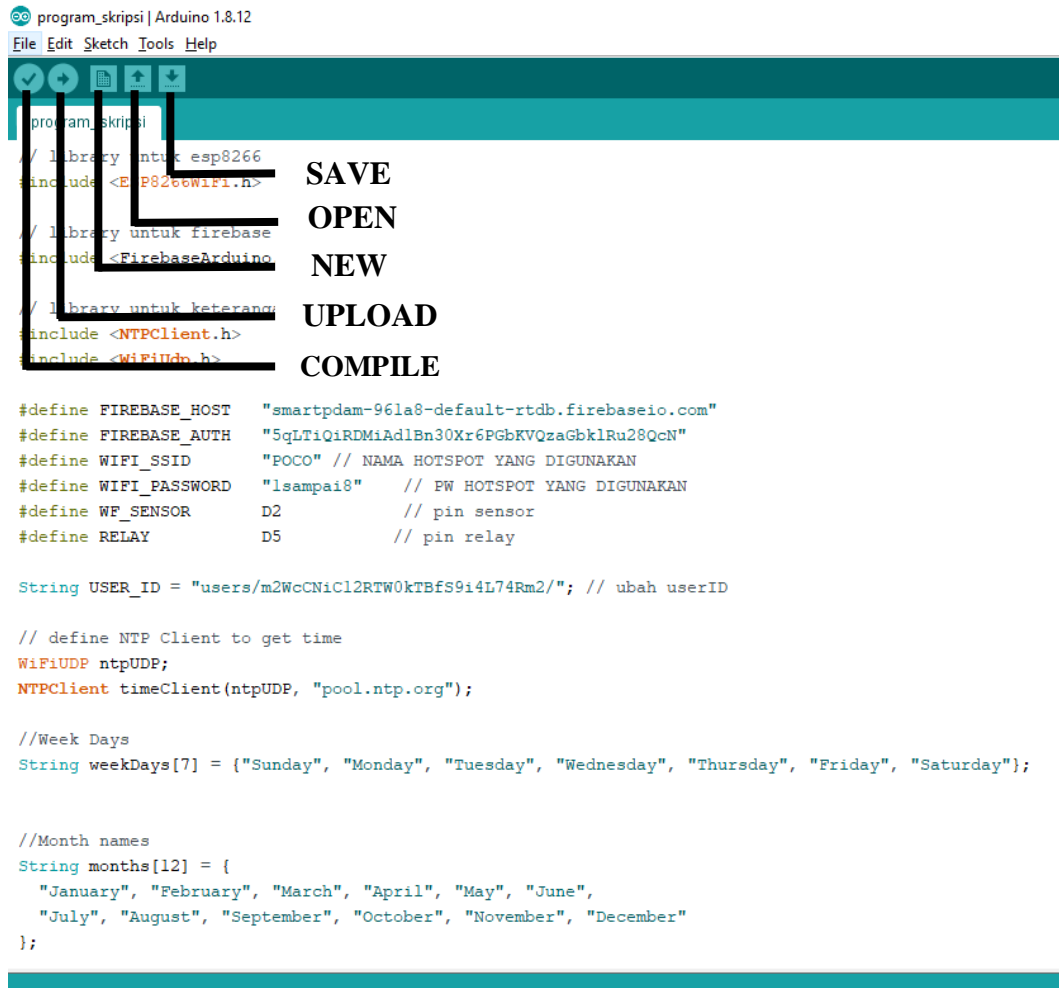 program_skripsi | Arduino 1.8.12
File Edit Sketch Tools Help
program_skripsi
// library untuk esp8266
#include <ESP8266WiFi.h>
SAVE
// library untuk firebase
OPEN
#include <FirebaseArduino
NEW
// library untuk
UPLOAD
#include <NTPClient.h>
#include <WiFiUdp.h>
COMPILE
#define FIREBASE_HOST "smartpdam-961a8-default-rtdb.firebaseio.com"
#define FIREBASE_AUTH
#define WIFI_SSID "POCO" // NAMA HOTSPOT YANG DIGUNAKAN
#define WIFI_PASSWORD "1sampai8" // PW HOTSPOT YANG DIGUNAKAN
#define WF_SENSOR D2 // pin sensor
#define RELAY D5 // pin relay
String USER_ID = // ubah userID
// define NTP Client to get time
WiFiUDP ntpUDP;
NTPClient timeClient(ntpUDP, "pool.ntp.org");
//Week Days
String weekDays[7] = {"Sunday", "Monday", "Tuesday", "Wednesday", "Thursday", "Friday", "Saturday"};
//Month names
String months[12] = {
"January", "February", "March", "April", "May", "June",
"July", "August", "September", "October", "November", "December"
};